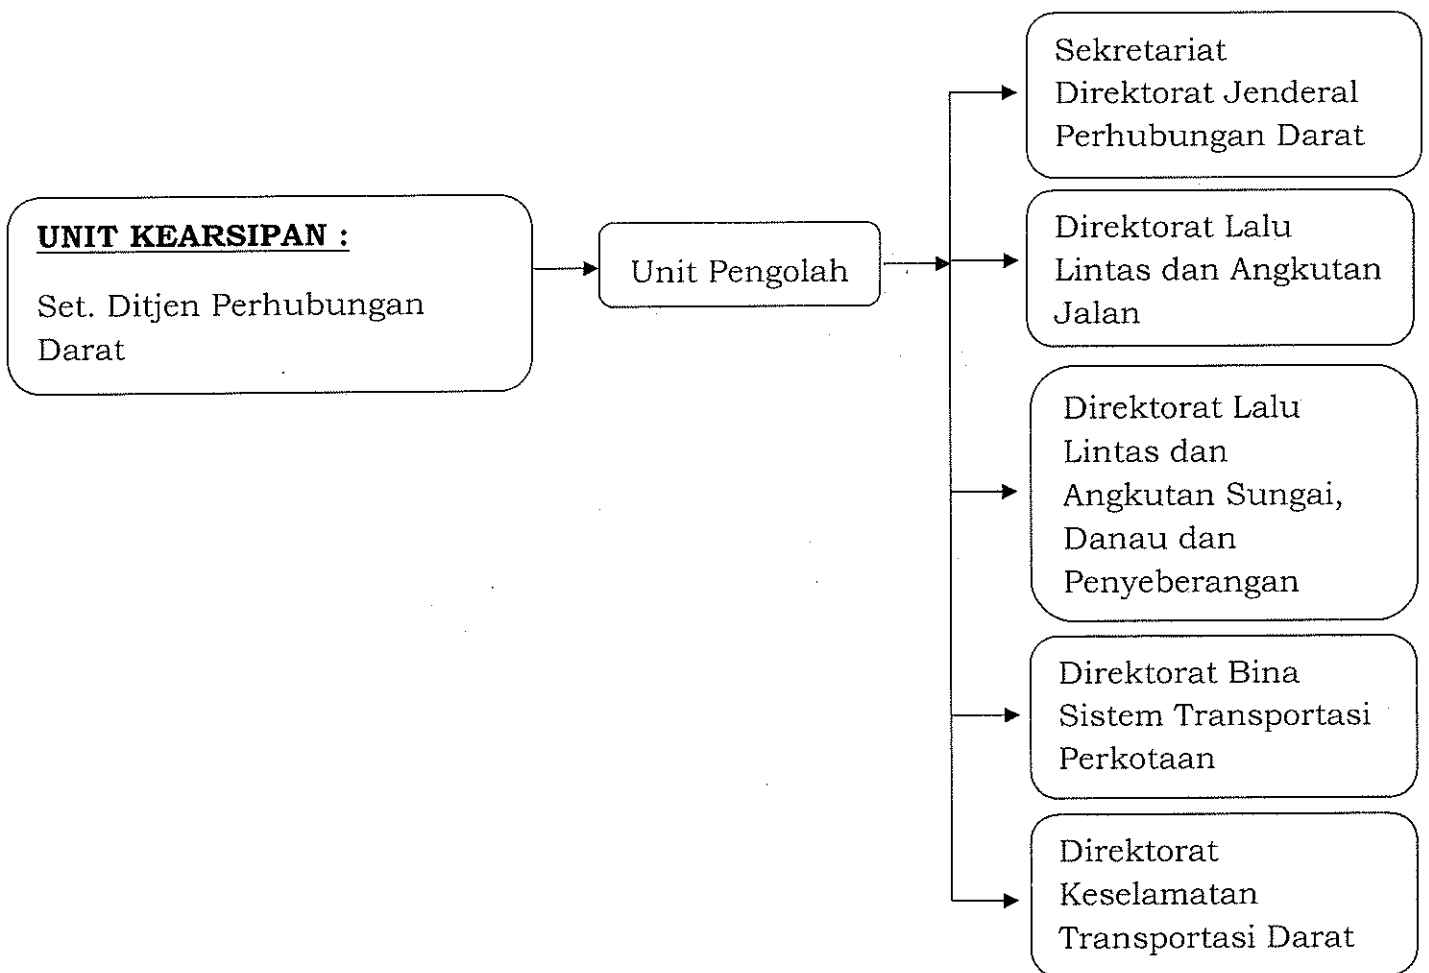 UNIT KEARSIPAN :
Set. Ditjen Perhubungan
Darat
Unit Pengolah
Sekretariat
Direktorat Jenderal
Perhubungan Darat
Direktorat Lalu
Lintas dan Angkutan
Jalan
Direktorat Lalu
Lintas dan
Angkutan Sungai,
Danau dan
Penyeberangan
Direktorat Bina
Sistem Transportasi
Perkotaan
Direktorat
Keselamatan
Transportasi Darat